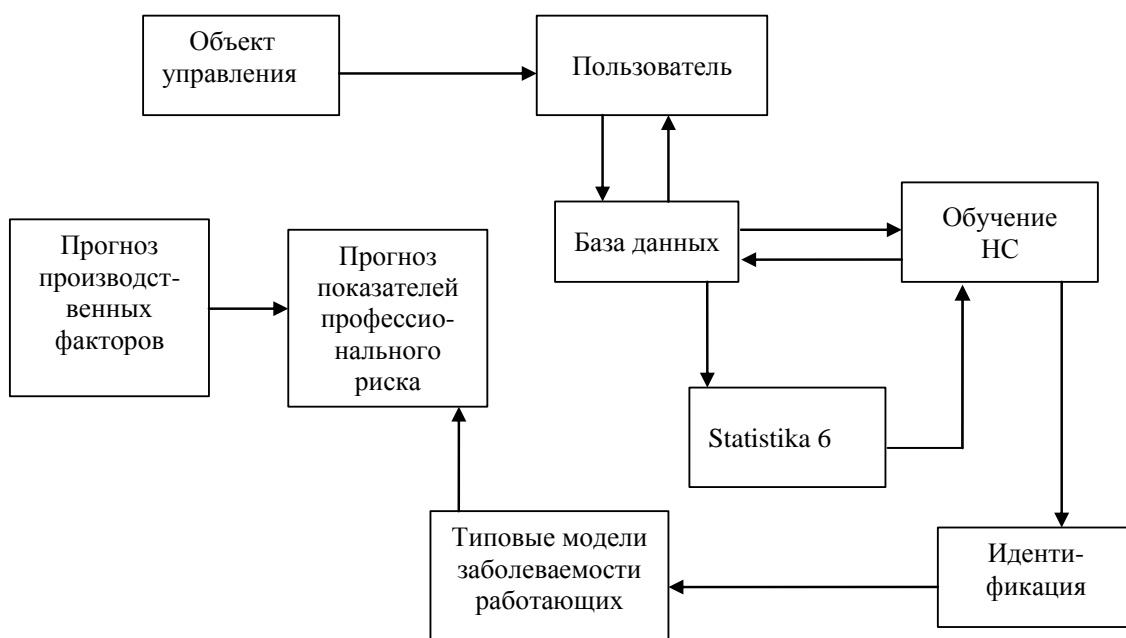 Объект
управления
Пользователь
База данных
Обучение
НС
Прогноз
производст-
венных
факторов
Прогноз
показателей
профессио-
нального
риска
Statistika 6
Типовые модели
заболеваемости
работающих
Иденти-
фикация